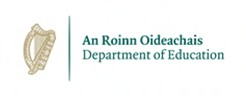 An Roinn Oideachais
Department of Education